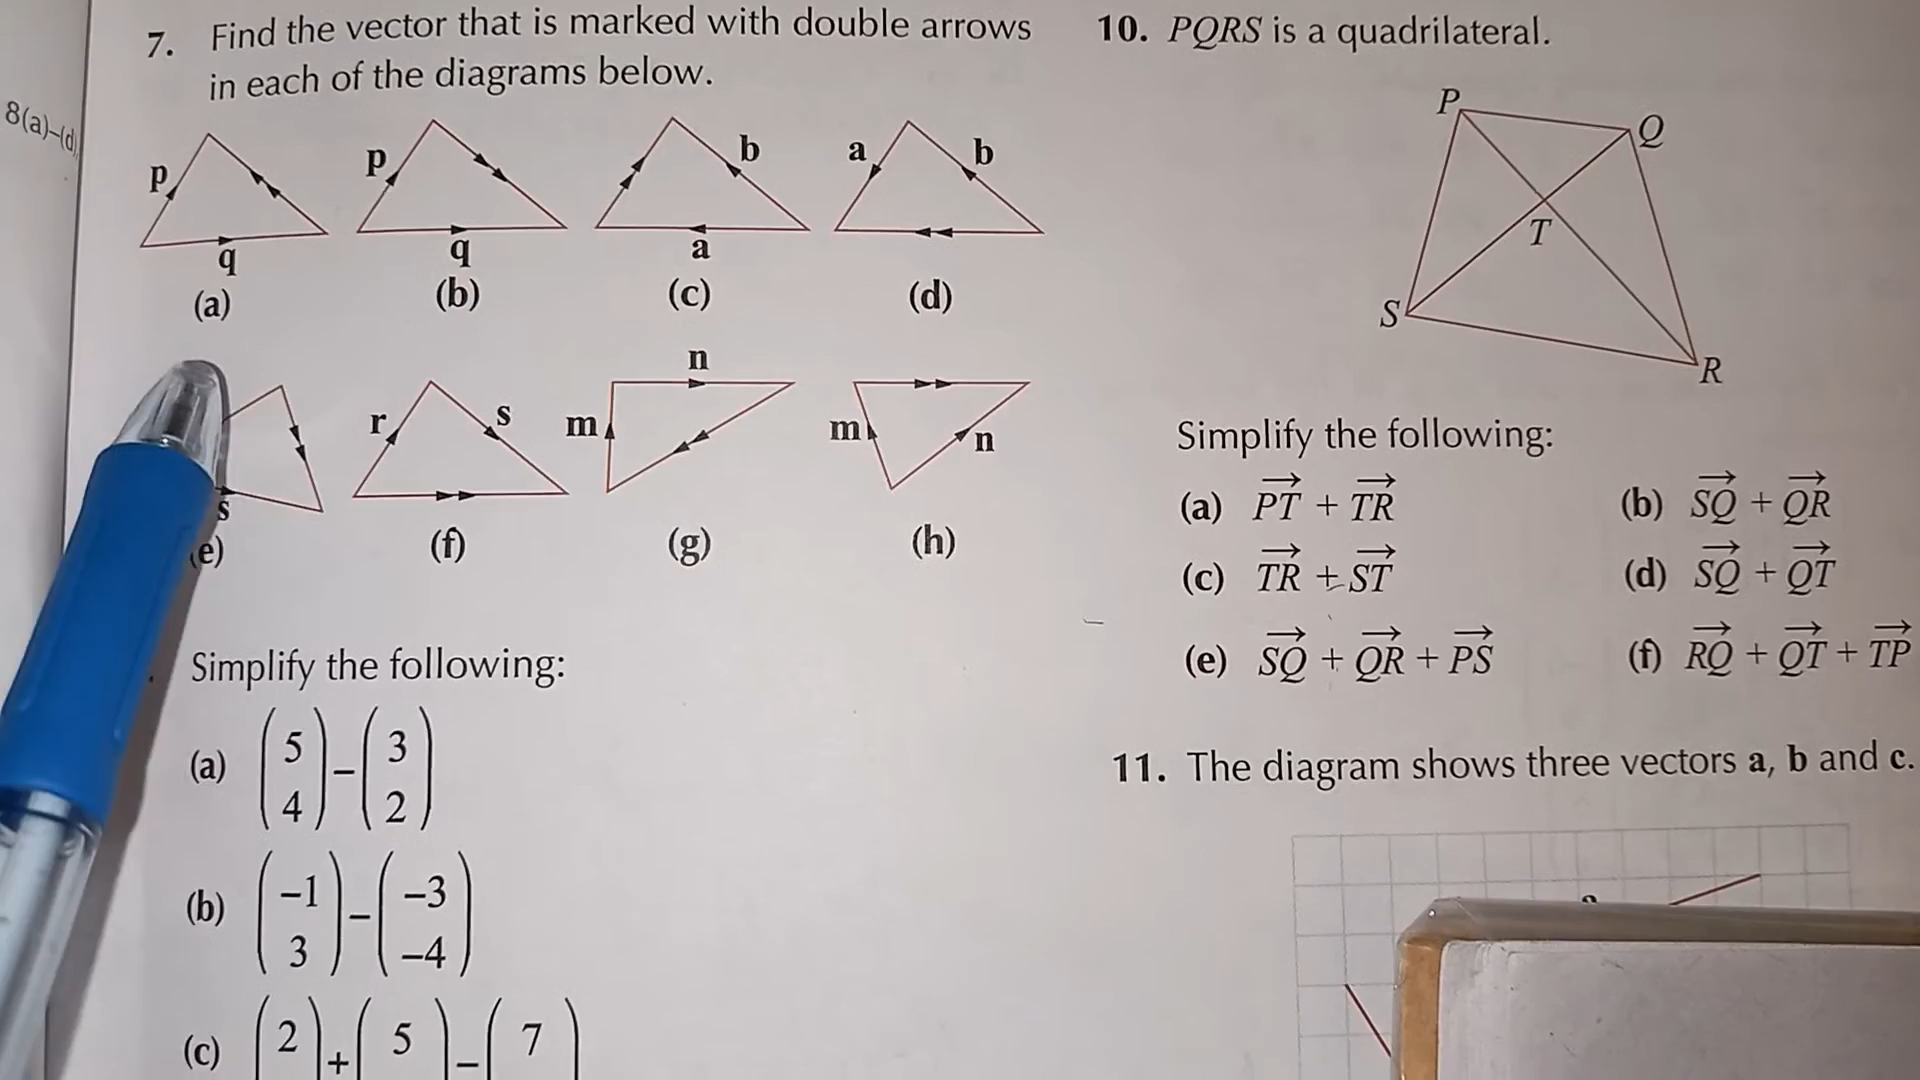 8(a)–(d)
7. Find the vector that is marked with double arrows
in each of the diagrams below.
p
q
(a)
p
q
(b)
b
a
(c)
a
b
(d)
s
(e)
r
s
(f)
n
m
(g)
m
n
(h)
Simplify the following:
(a) (5 4) – (3 2)
(b) (–1 3) – (–3 –4)
(c) (2 + (5 – (7
10. PQRS is a quadrilateral.
P
Q
T
S
R
Simplify the following:
(a) PT + TR
(b) SQ + QR
(c) TR + ST
(d) SQ + QT
(e) SQ + QR + PS
(f) RQ + QT + TP
11. The diagram shows three vectors a, b and c.